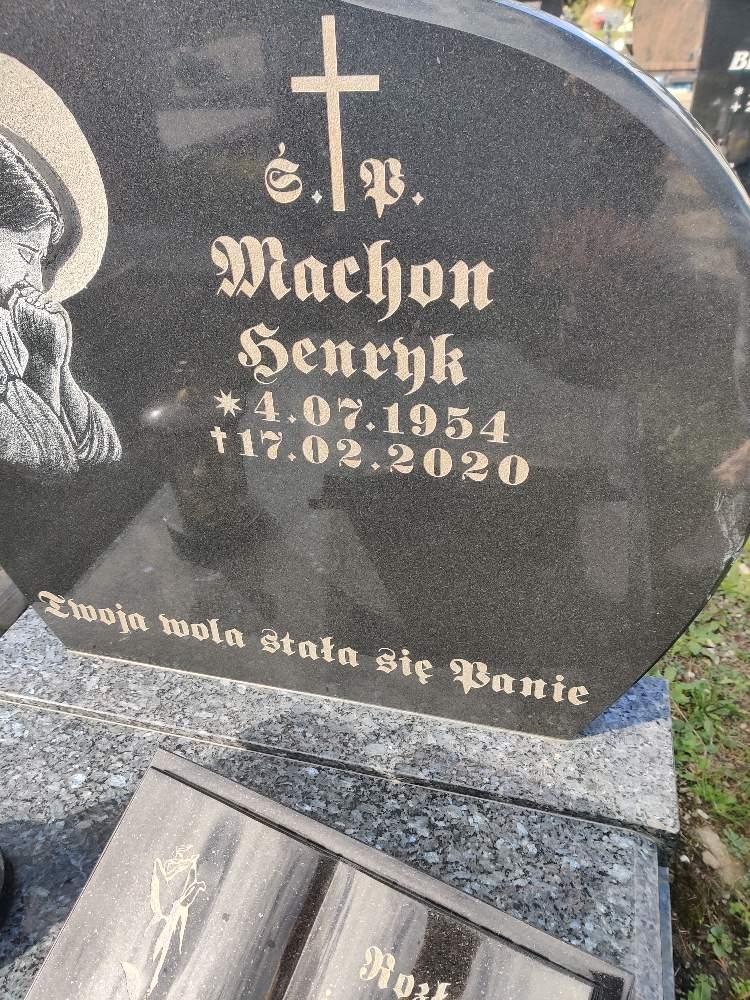 Ś. P.
Machon
Henryk
* 4.07.1954
† 17.02.2020
Twoja wola stała się Panie